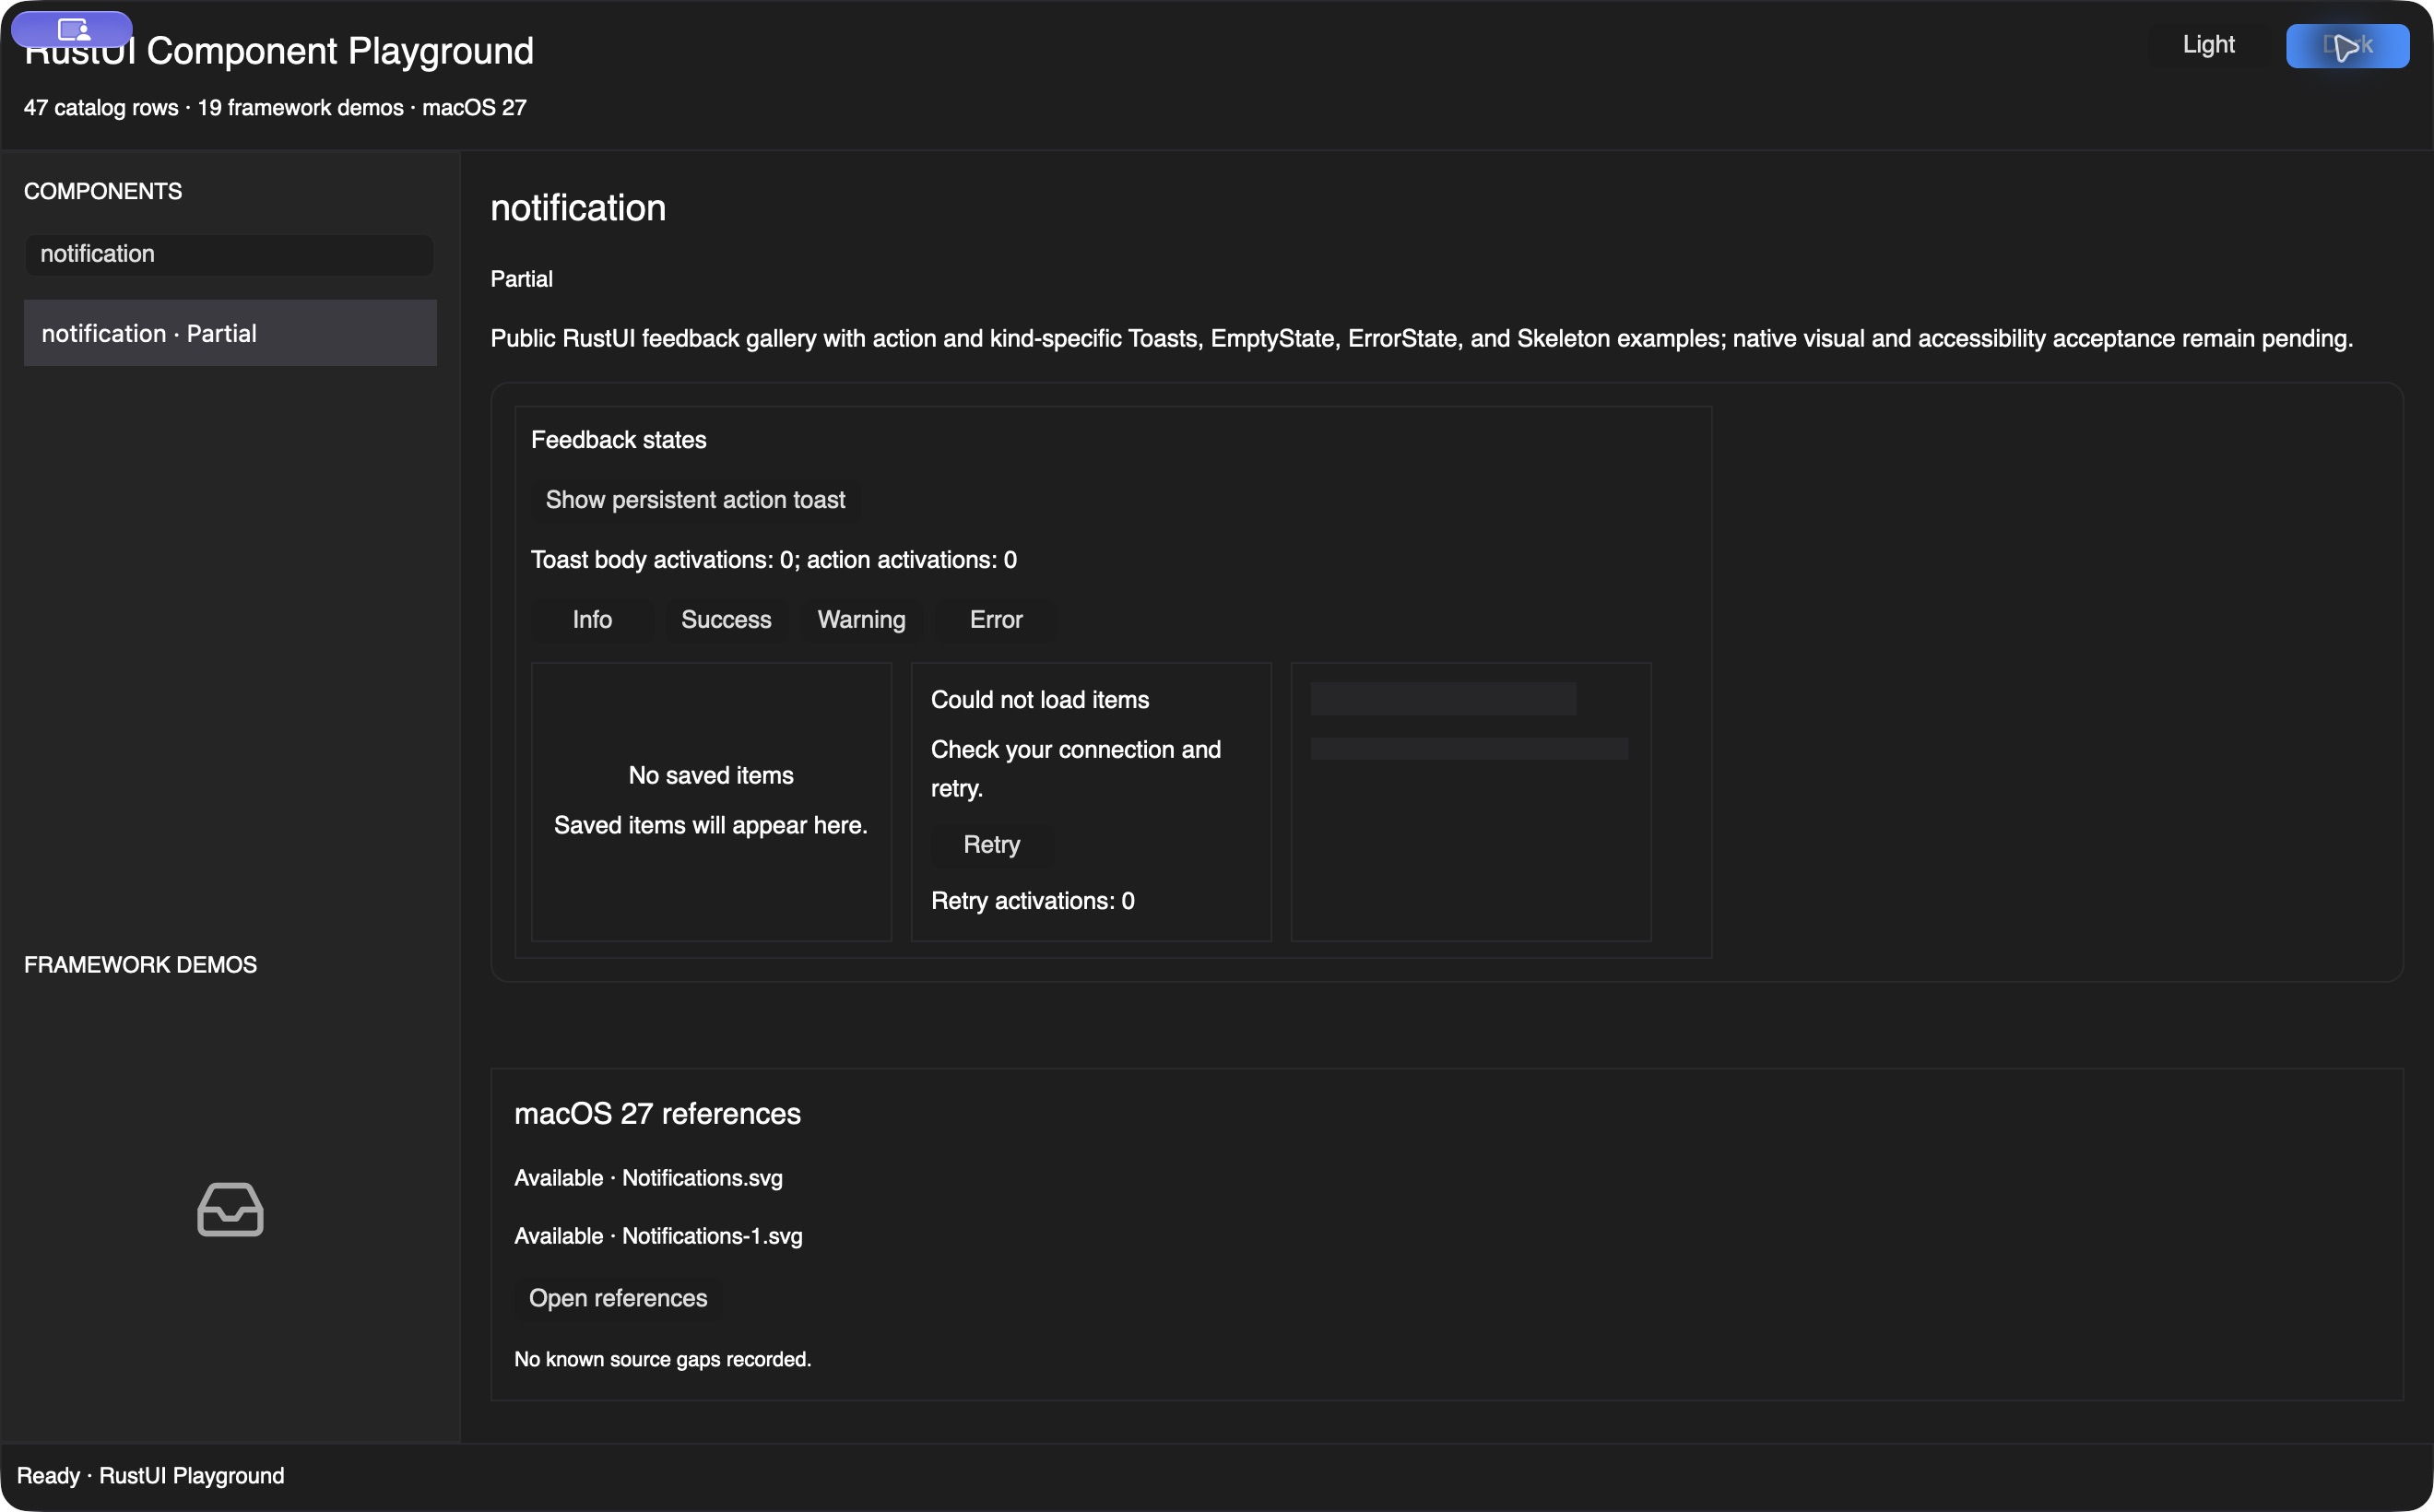 RustUI Component Playground
Light
47 catalog rows · 19 framework demos · macOS 27
COMPONENTS
notification
notification · Partial
FRAMEWORK DEMOS
notification
Partial
Public RustUI feedback gallery with action and kind-specific Toasts, EmptyState, ErrorState, and Skeleton examples; native visual and accessibility acceptance remain pending.
Feedback states
Show persistent action toast
Toast body activations: 0; action activations: 0
Info
Success
Warning
Error
No saved items
Saved items will appear here.
Could not load items
Check your connection and
retry.
Retry
Retry activations: 0
macOS 27 references
Available · Notifications.svg
Available · Notifications-1.svg
Open references
No known source gaps recorded.
Ready · RustUI Playground